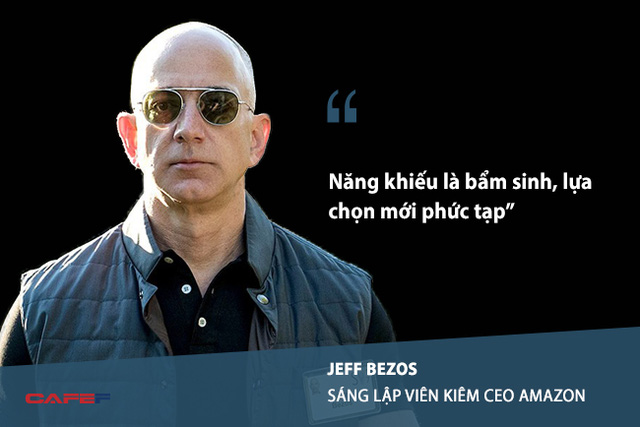 “
Năng khiếu là bẩm sinh, lựa
chọn mới phức tạp”
JEFF BEZOS
SÁNG LẬP VIÊN KIÊM CEO AMAZON
CAFEF